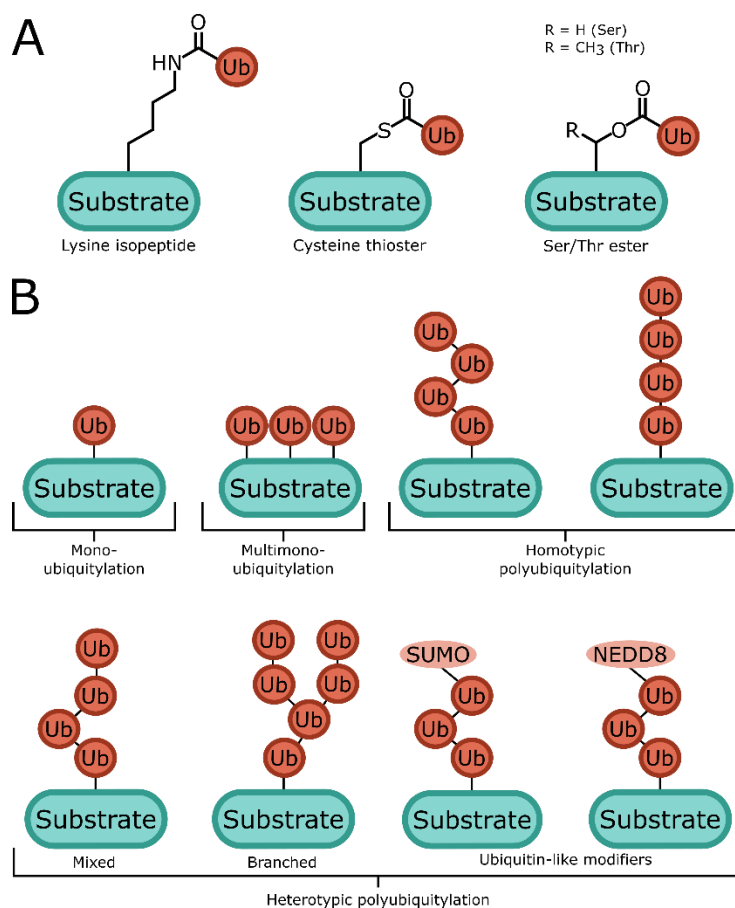 A
R = H (Ser)
R = CH3 (Thr)
O
HN
Ub
O
S
Ub
O
R
O
Ub
Substrate
Substrate
Substrate
Lysine isopeptide
Cysteine thioster
Ser/Thr ester
B
Ub
Ub
Ub
Ub
Ub
Ub
Ub
Ub
Ub
Ub
Ub
Ub
Substrate
Substrate
Substrate
Substrate
Mono-
ubiquitylation
Multimono-
ubiquitylation
Homotypic
polyubiquitylation
Ub
Ub
Ub
Ub
Substrate
Mixed
Ub
Ub
Ub
Ub
Ub
Ub
Substrate
Branched
SUMO
Ub
Ub
Ub
Substrate
NEDD8
Ub
Ub
Ub
Substrate
Ubiquitin-like modifiers
Heterotypic polyubiquitylation